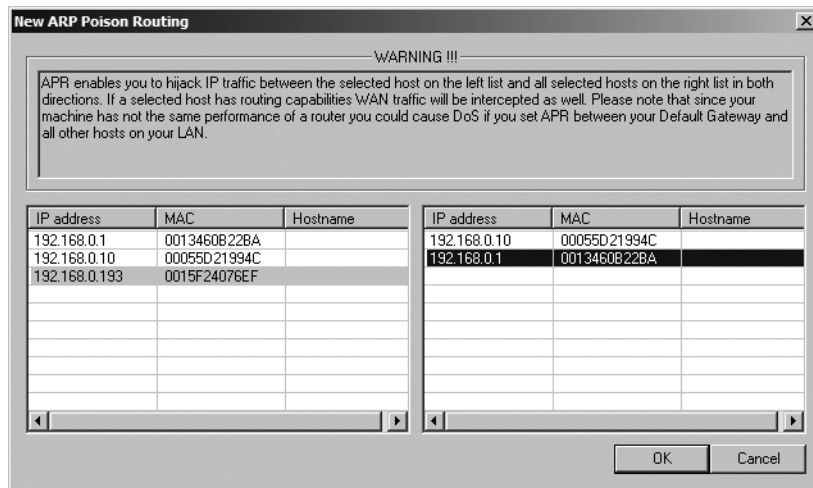 New ARP Poison Routing
WARNING !!!
APR enables you to hijack IP traffic between the selected host on the left list and all selected hosts on the right list in both
directions. If a selected host has routing capabilities WAN traffic will be intercepted as well. Please note that since your
machine has not the same performance of a router you could cause DoS if you set APR between your Default Gateway and
all other hosts on your LAN.
IP address MAC Hostname
192.168.0.1 0013460B22BA
192.168.0.10 00055D21994C
192.168.0.193 0015F24076EF
IP address MAC Hostname
192.168.0.10 00055D21994C
192.168.0.1 0013460B22BA
OK Cancel